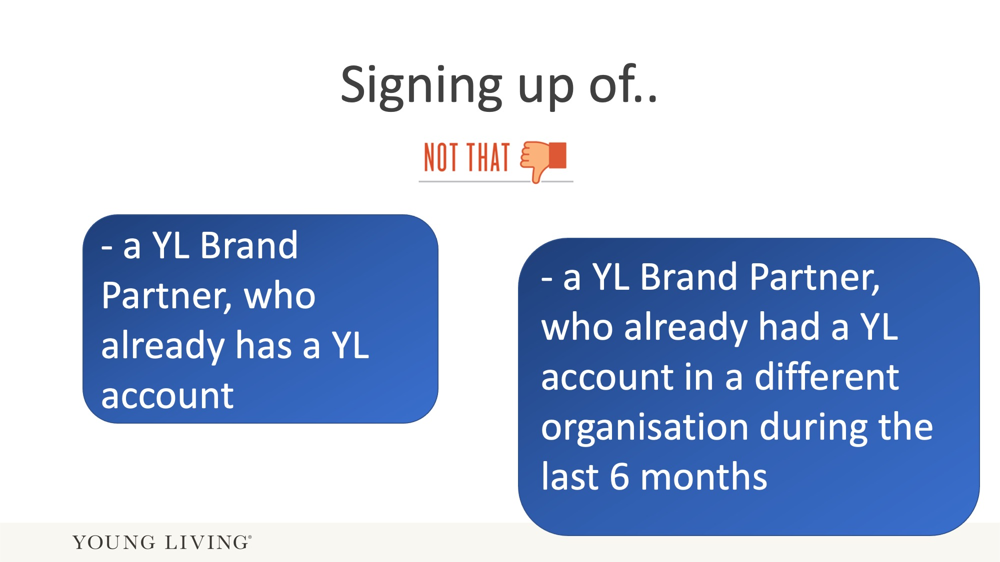 Signing up of..
NOT THAT
- a YL Brand
Partner, who
already has a YL
account
- a YL Brand Partner,
who already had a YL
account in a different
organisation during the
last 6 months
YOUNG LIVING®